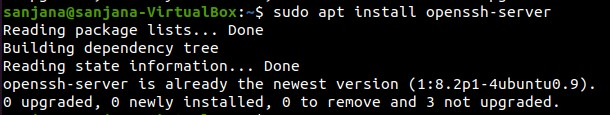 sanjana@sanjana-VirtualBox:~$ sudo apt install openssh-server
Reading package lists... Done
Building dependency tree
Reading state information... Done
openssh-server is already the newest version (1:8.2p1-4ubuntu0.9).
0 upgraded, 0 newly installed, 0 to remove and 3 not upgraded.